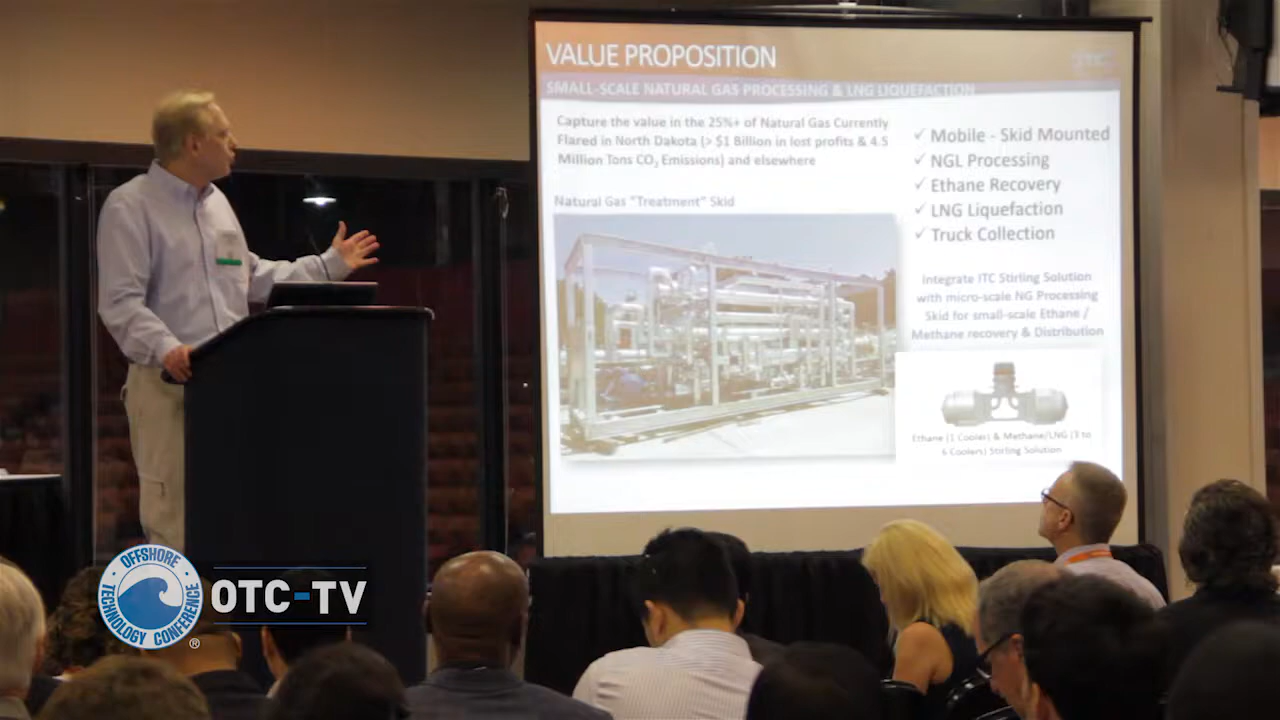 VALUE PROPOSITION
SMALL-SCALE NATURAL GAS PROCESSING & LNG LIQUEFACTION
Capture the value in the 25%+ of Natural Gas Currently
Flared in North Dakota (> $1 Billion in lost profits & 4.5
Million Tons CO₂ Emissions) and elsewhere
Natural Gas "Treatment" Skid
✓ Mobile - Skid Mounted
✓ NGL Processing
✓ Ethane Recovery
✓ LNG Liquefaction
✓ Truck Collection
Integrate ITC Stirling Solution
with micro-scale NG Processing
Skid for small-scale Ethane /
Methane recovery & Distribution
Ethane (1 Cooler) & Methane/LNG (3 to
6 Coolers) Stirling Solution
OFFSHORE
TECHNOLOGY CONFERENCE
®
OTC-TV